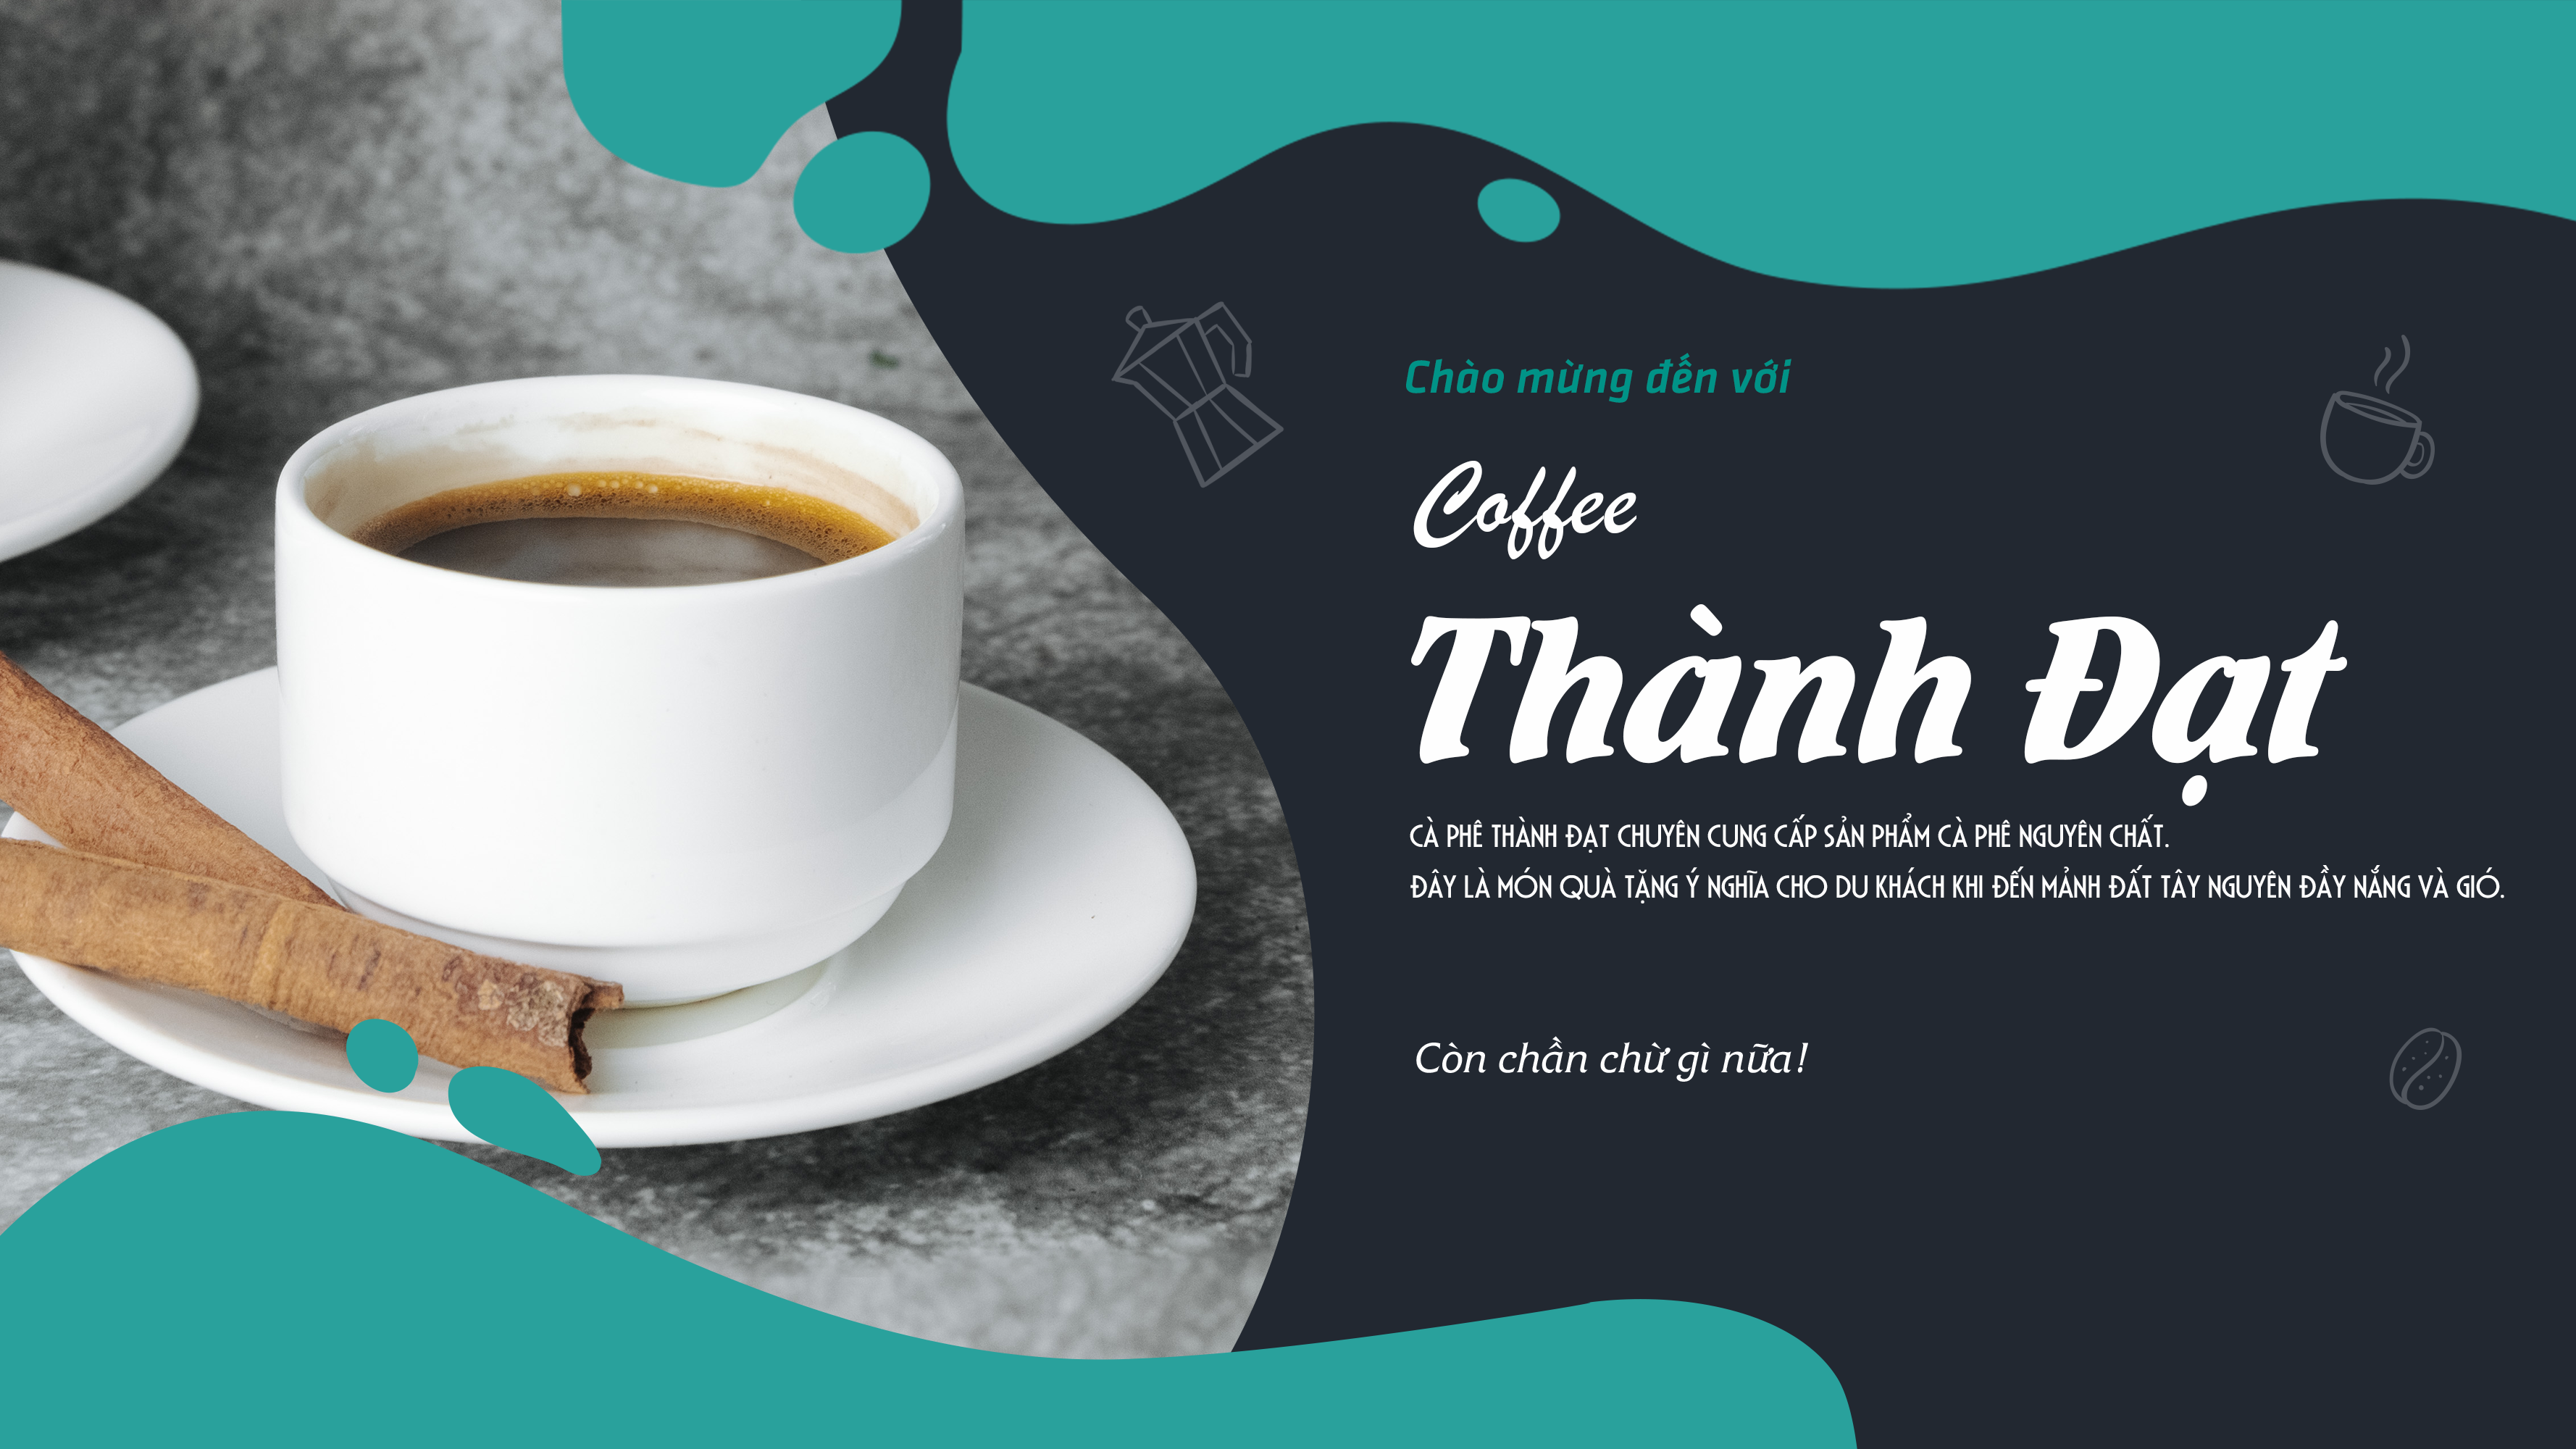 Chào mừng đến với
Coffee
Thành Đạt
CÀ PHÊ THÀNH ĐẠT CHUYÊN CUNG CẤP SẢN PHẨM CÀ PHÊ NGUYÊN CHẤT.
ĐÂY LÀ MÓN QUÀ TẶNG Ý NGHĨA CHO DU KHÁCH KHI ĐẾN MẢNH ĐẤT TÂY NGUYÊN ĐẦY NẮNG VÀ GIÓ.
Còn chần chừ gì nữa!